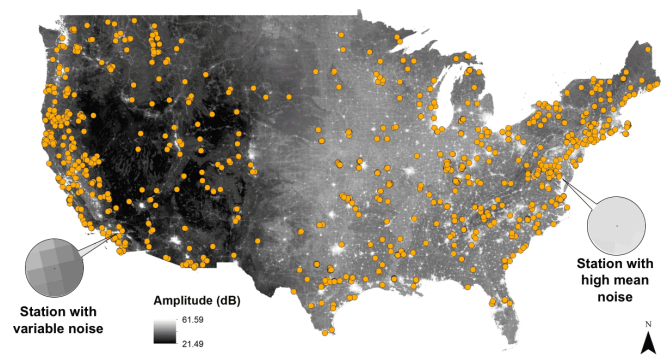 Station with
variable noise
Amplitude (dB)
61.59
21.49
Station with
high mean
noise
N